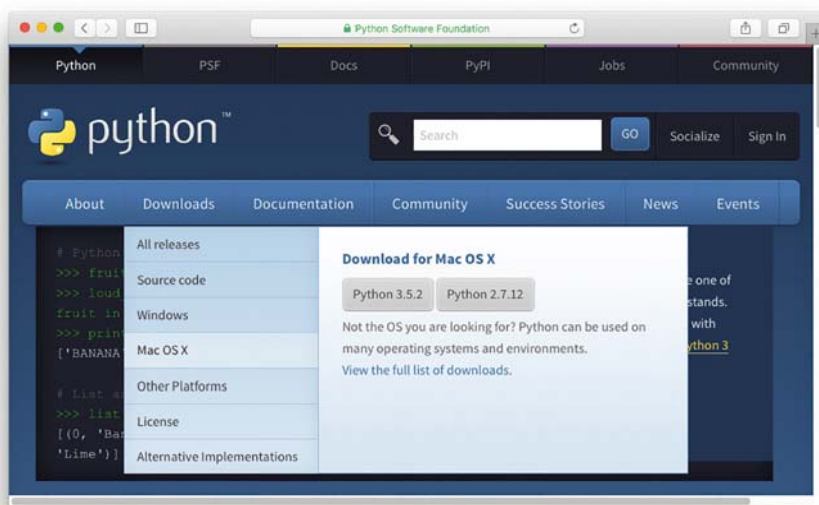 Python Software Foundation
Python PSF Docs PyPI Jobs Community
python™
Search GO Socialize Sign In
About Downloads Documentation Community Success Stories News Events
# Python
>>> frui
>>> loud
fruit in
>>> prin
['BANANA'
# List a
>>> list
[(0, 'Ba
'Lime')]
All releases
Source code
Windows
Mac OS X
Other Platforms
License
Alternative Implementations
Download for Mac OS X
Python 3.5.2 Python 2.7.12
Not the OS you are looking for? Python can be used on
many operating systems and environments.
View the full list of downloads.
e one of
stands.
with
ython 3